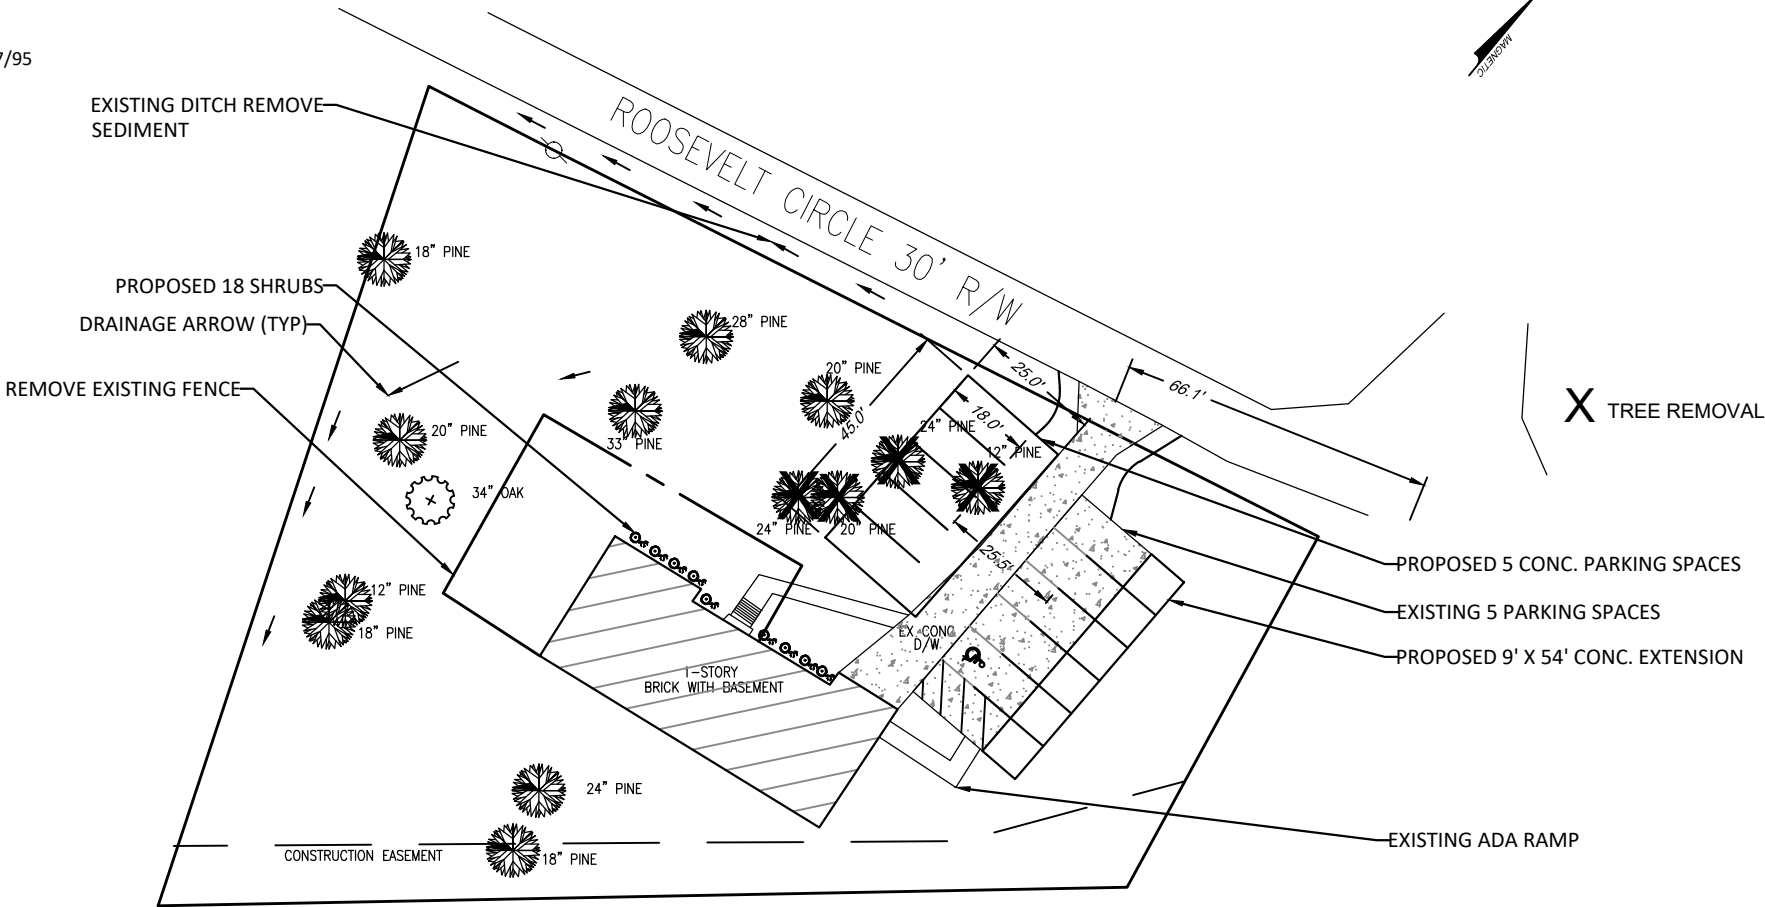 7/95
MAGNETIC
EXISTING DITCH REMOVE
SEDIMENT
ROOSEVELT CIRCLE 30' R/W
18" PINE
PROPOSED 18 SHRUBS
DRAINAGE ARROW (TYP)
28" PINE
20" PINE
25.0'
66.1'
REMOVE EXISTING FENCE
45.0'
18.0'
X TREE REMOVAL
20" PINE
33" PINE
24" PINE
12" PINE
34" OAK
24" PINE
20" PINE
25.5'
PROPOSED 5 CONC. PARKING SPACES
12" PINE
18" PINE
EXISTING 5 PARKING SPACES
EX CONC
D/W
PROPOSED 9' X 54' CONC. EXTENSION
1-STORY
BRICK WITH BASEMENT
24" PINE
EXISTING ADA RAMP
CONSTRUCTION EASEMENT
18" PINE